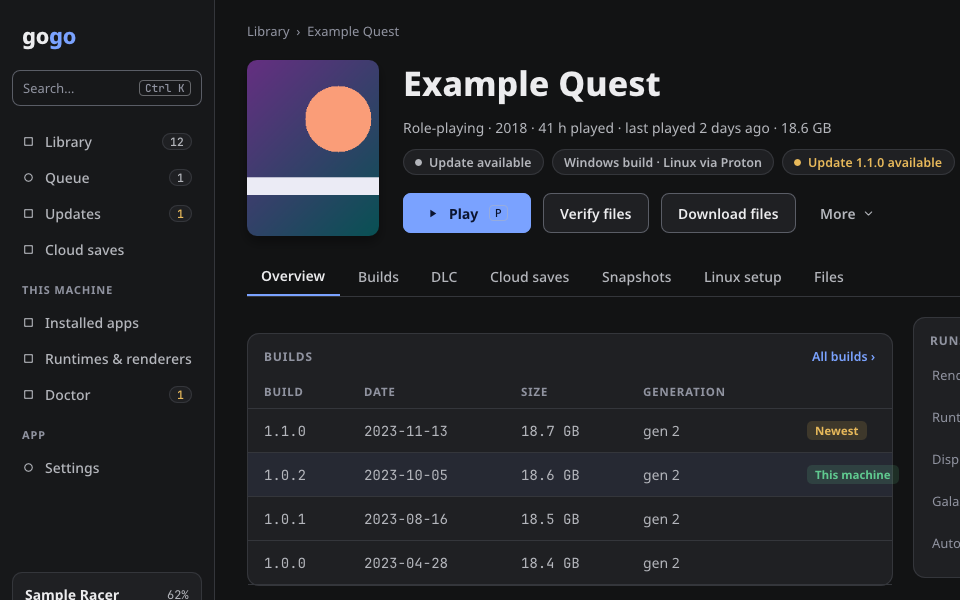 gogo
Search... Ctrl K
Library 12
Queue 1
Updates 1
Cloud saves
THIS MACHINE
Installed apps
Runtimes & renderers
Doctor 1
APP
Settings
Sample Racer 62%
Library › Example Quest
Example Quest
Role-playing · 2018 · 41 h played · last played 2 days ago · 18.6 GB
Update available
Windows build · Linux via Proton
Update 1.1.0 available
Play P
Verify files
Download files
More
Overview Builds DLC Cloud saves Snapshots Linux setup Files
BUILDS All builds ›
BUILD DATE SIZE GENERATION
1.1.0 2023-11-13 18.7 GB gen 2 Newest
1.0.2 2023-10-05 18.6 GB gen 2 This machine
1.0.1 2023-08-16 18.5 GB gen 2
1.0.0 2023-04-28 18.4 GB gen 2
RUN
Rend
Runt
Disp
Gala
Auto